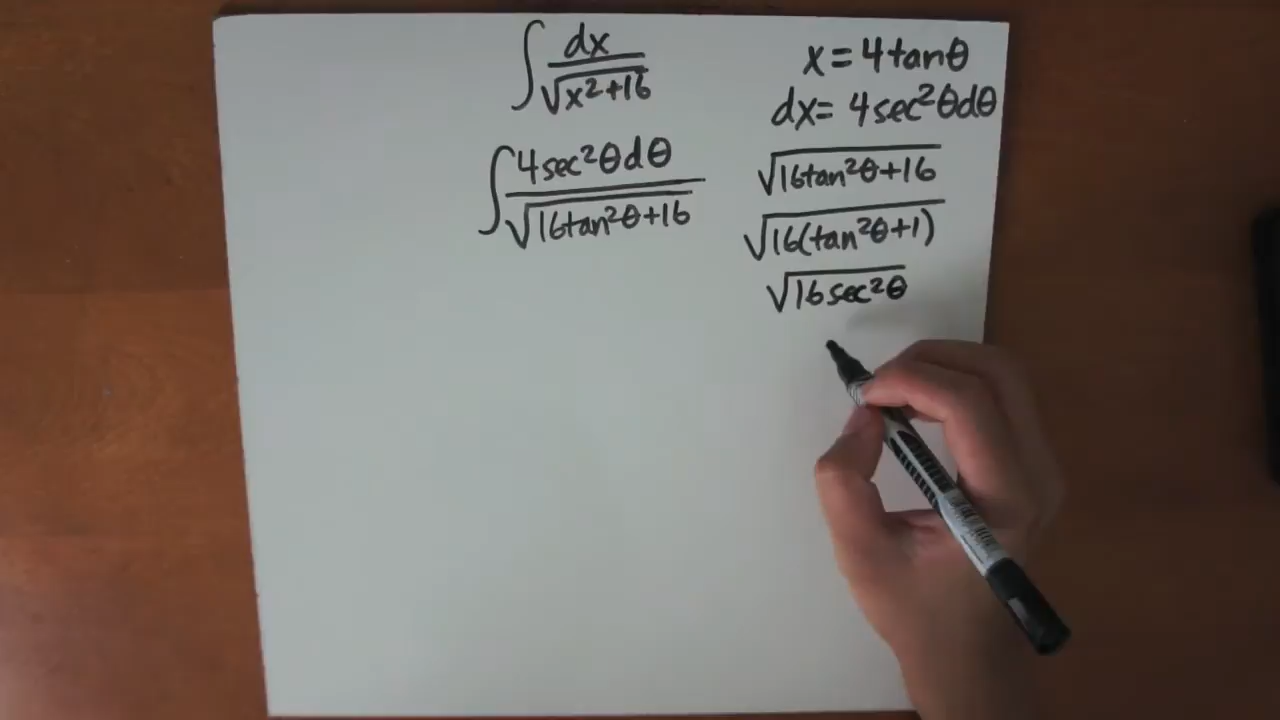 ∫ dx / √(x²+16)
∫ 4sec²θdθ / √(16tan²θ+16)
x = 4tanθ
dx = 4sec²θdθ
√(16tan²θ+16)
√(16(tan²θ+1))
√(16sec²θ)